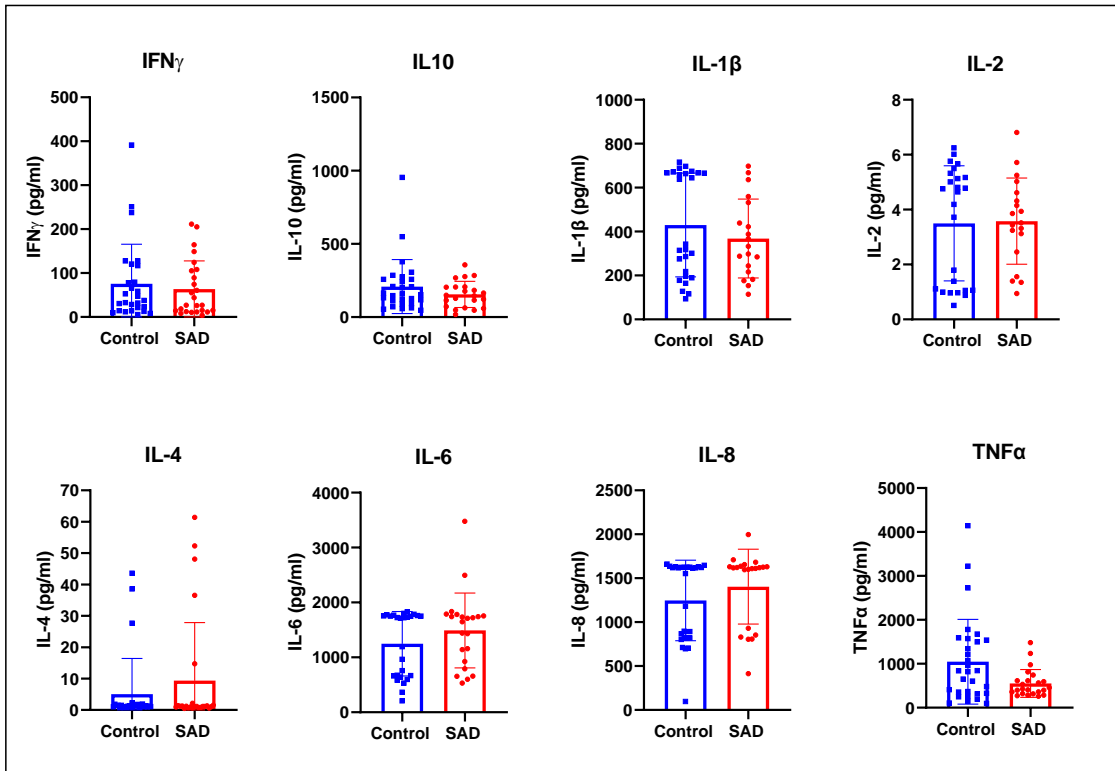 IFNγ
IFNγ (pg/ml)
500
400
300
200
100
0
Control SAD
IL10
IL-10 (pg/ml)
1500
1000
500
0
Control SAD
IL-1β
IL-1β (pg/ml)
1000
800
600
400
200
0
Control SAD
IL-2
IL-2 (pg/ml)
8
6
4
2
0
Control SAD
IL-4
IL-4 (pg/ml)
70
60
50
40
30
20
10
0
Control SAD
IL-6
IL-6 (pg/ml)
4000
3000
2000
1000
0
Control SAD
IL-8
IL-8 (pg/ml)
2500
2000
1500
1000
500
0
Control SAD
TNFα
TNFα (pg/ml)
5000
4000
3000
2000
1000
0
Control SAD